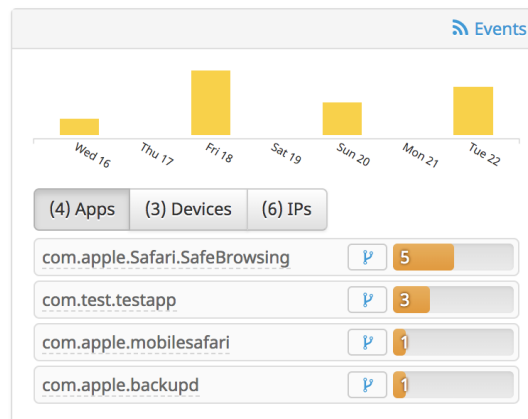 Events
Wed 16 Thu 17 Fri 18 Sat 19 Sun 20 Mon 21 Tue 22
(4) Apps (3) Devices (6) IPs
com.apple.Safari.SafeBrowsing 5
com.test.testapp 3
com.apple.mobilesafari 1
com.apple.backupd 1